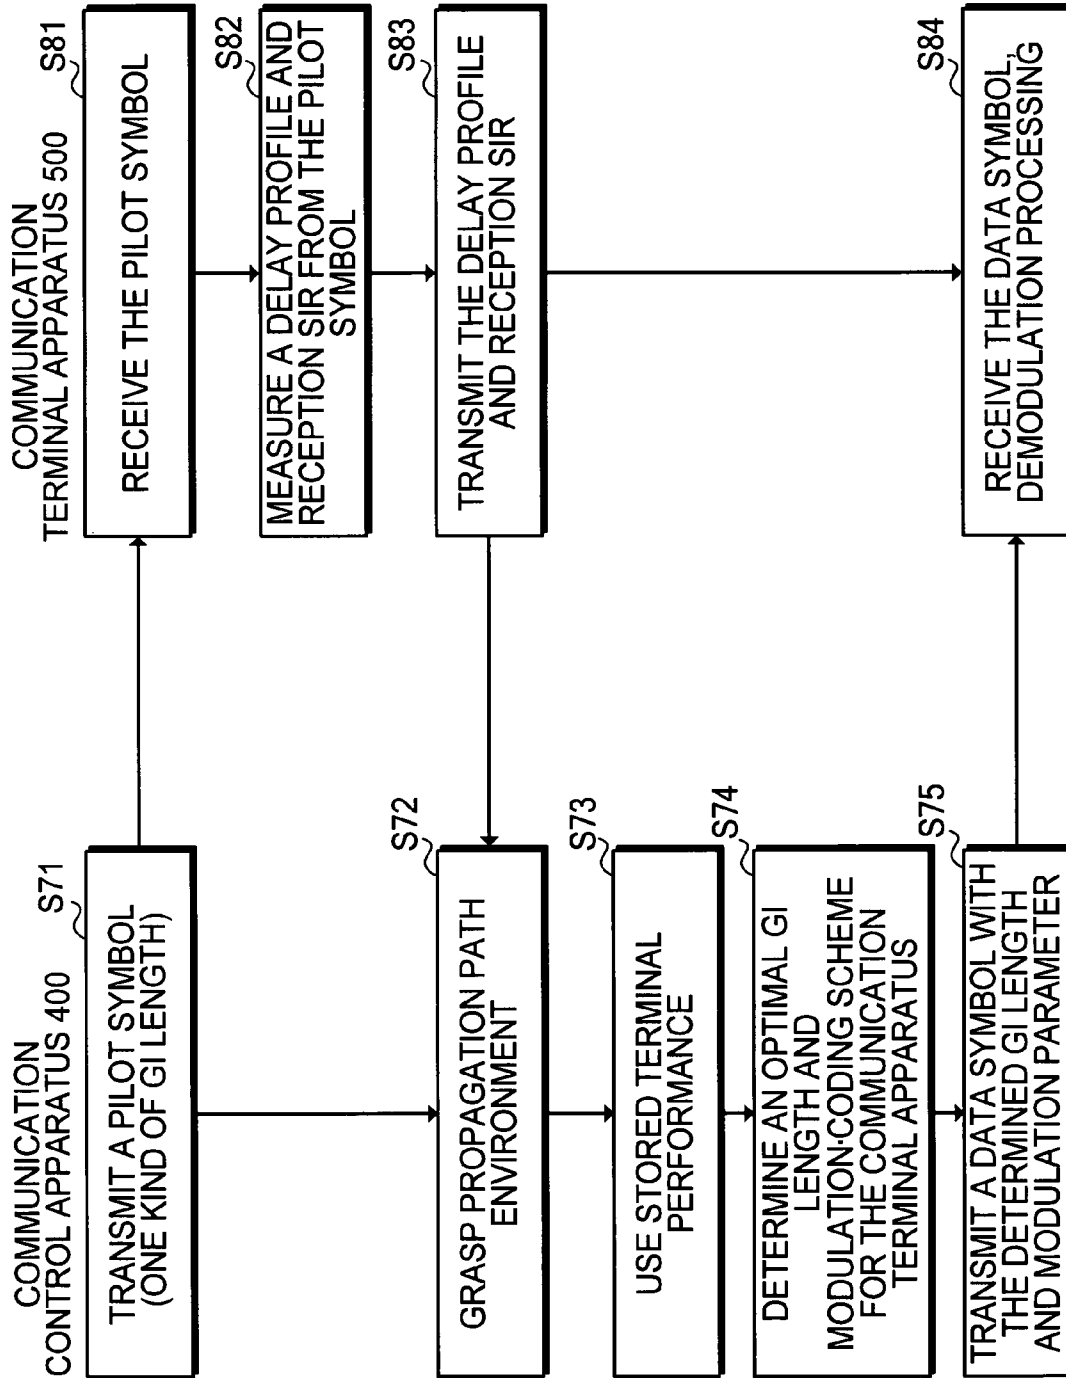 COMMUNICATION
CONTROL APPARATUS 400
S71
TRANSMIT A PILOT SYMBOL
(ONE KIND OF GI LENGTH)
S72
GRASP PROPAGATION PATH
ENVIRONMENT
S73
USE STORED TERMINAL
PERFORMANCE
S74
DETERMINE AN OPTIMAL GI
LENGTH AND
MODULATION·CODING SCHEME
FOR THE COMMUNICATION
TERMINAL APPARATUS
S75
TRANSMIT A DATA SYMBOL WITH
THE DETERMINED GI LENGTH
AND MODULATION PARAMETER
COMMUNICATION
TERMINAL APPARATUS 500
S81
RECEIVE THE PILOT SYMBOL
S82
MEASURE A DELAY PROFILE AND
RECEPTION SIR FROM THE PILOT
SYMBOL
S83
TRANSMIT THE DELAY PROFILE
AND RECEPTION SIR
S84
RECEIVE THE DATA SYMBOL,
DEMODULATION PROCESSING